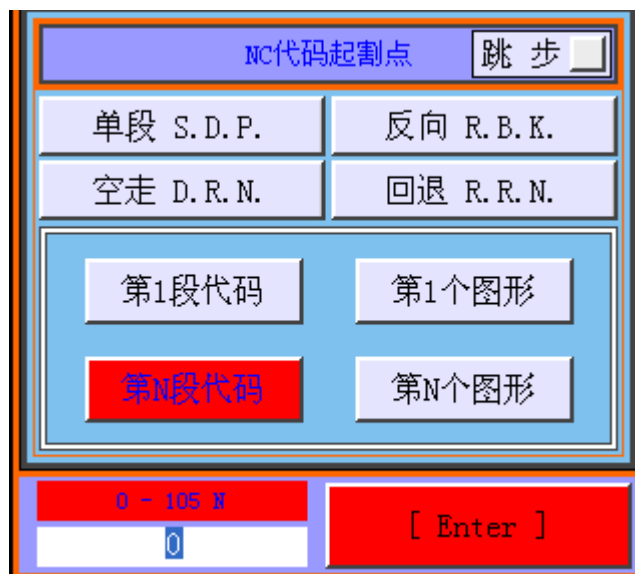 NC代码起割点 跳 步
单段 S.D.P. 反向 R.B.K.
空走 D.R.N. 回退 R.R.N.
第1段代码 第1个图形
第N段代码 第N个图形
0 - 105 N
0
[ Enter ]